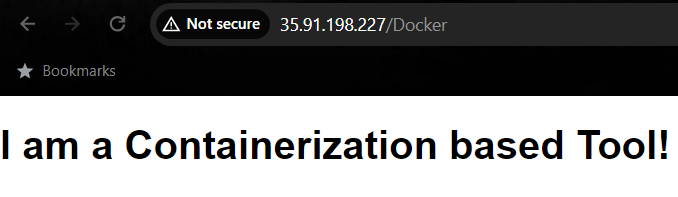 Not secure 35.91.198.227/Docker
Bookmarks
I am a Containerization based Tool!